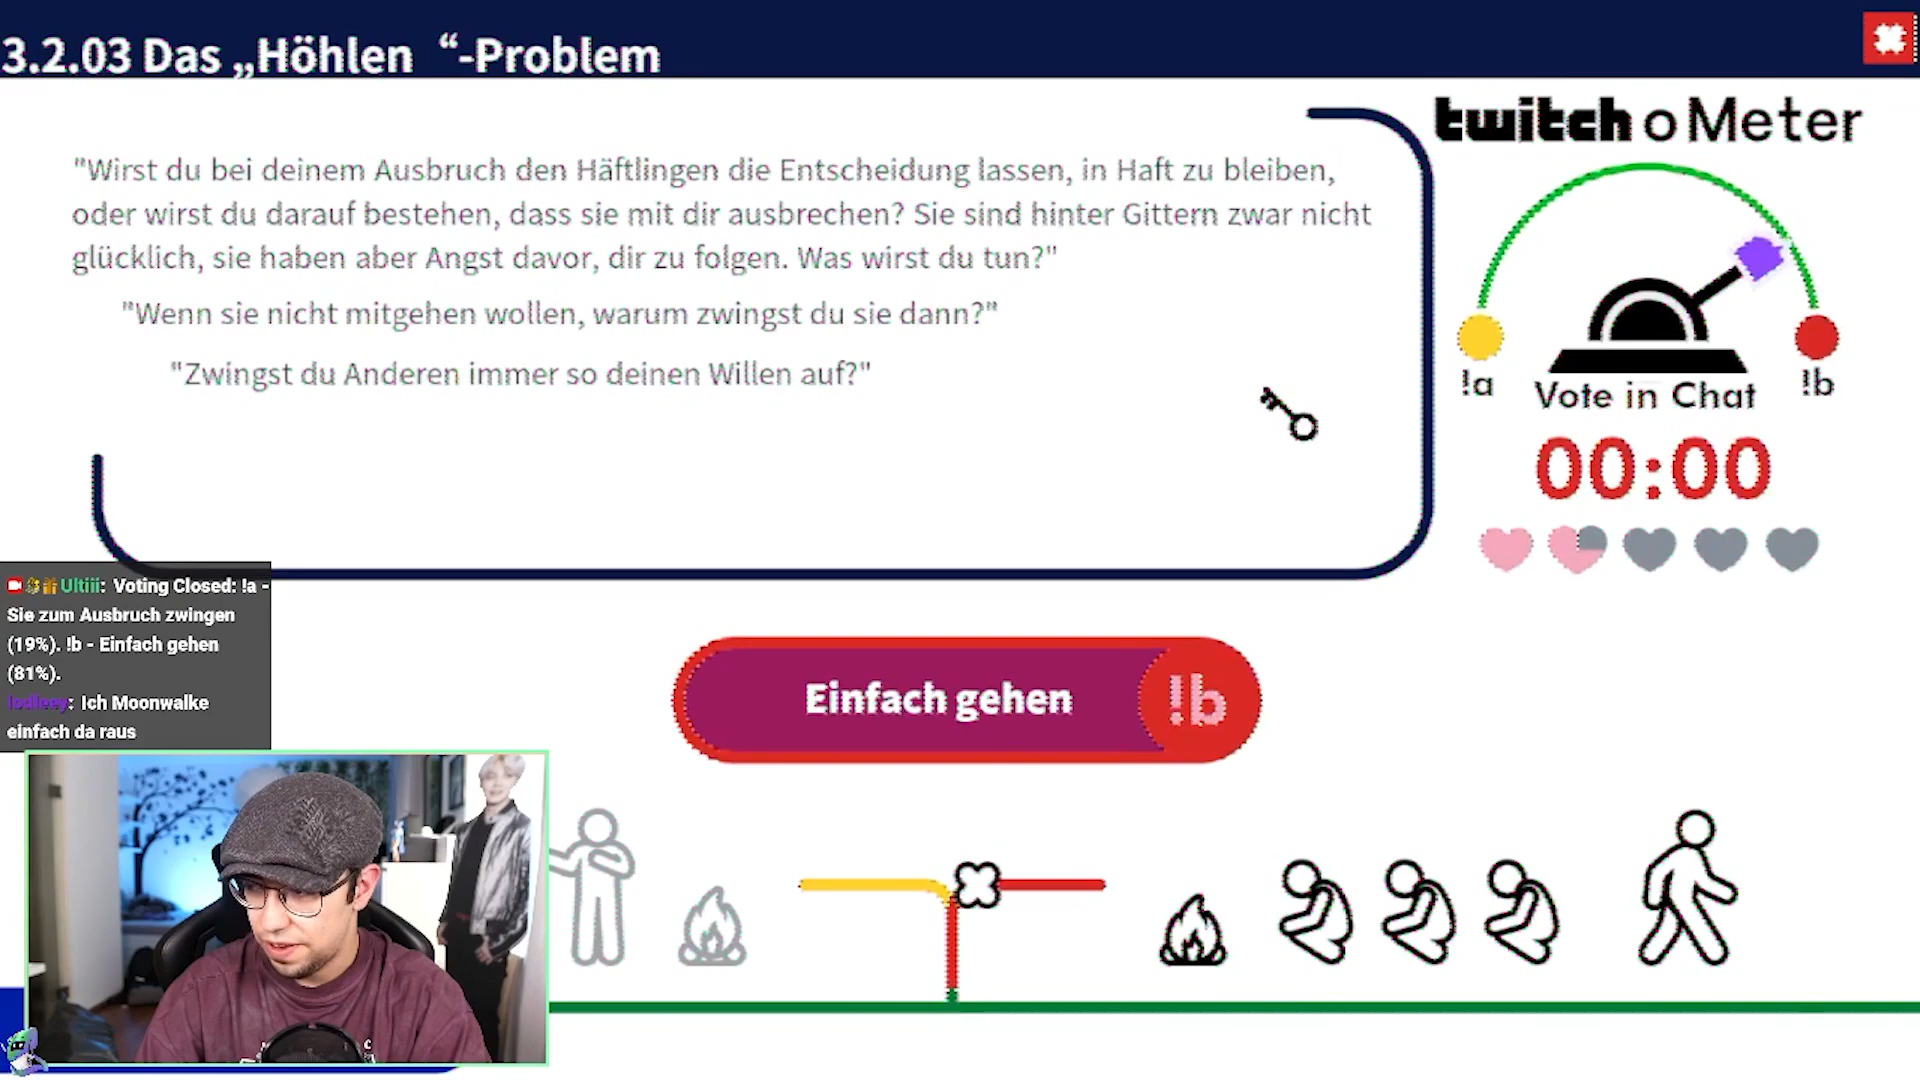 3.2.03 Das „Höhlen “-Problem
twitch o Meter
"Wirst du bei deinem Ausbruch den Häftlingen die Entscheidung lassen, in Haft zu bleiben,
oder wirst du darauf bestehen, dass sie mit dir ausbrechen? Sie sind hinter Gittern zwar nicht
glücklich, sie haben aber Angst davor, dir zu folgen. Was wirst du tun?"
"Wenn sie nicht mitgehen wollen, warum zwingst du sie dann?"
"Zwingst du Anderen immer so deinen Willen auf?"
!a
!b
Vote in Chat
00:00
Ultiii: Voting Closed: !a -
Sie zum Ausbruch zwingen
(19%). !b - Einfach gehen
(81%).
: Ich Moonwalke
einfach da raus
Einfach gehen
!b